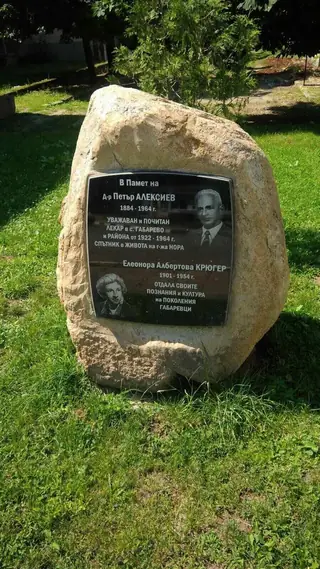 В Памет на
д-р Петър АЛЕКСИЕВ
1884 - 1964 г.
УВАЖАВАН и ПОЧИТАН
ЛЕКАР в с. ГАБАРЕВО
и РАЙОНА от 1922 - 1964 г.
СПЪТНИК в ЖИВОТА на г-жа НОРА
Елеонора Албертова КРЮГЕР
1901 - 1954 г.
ОТДАЛА СВОИТЕ
ПОЗНАНИЯ и КУЛТУРА
на ПОКОЛЕНИЯ
ГАБАРЕВЦИ